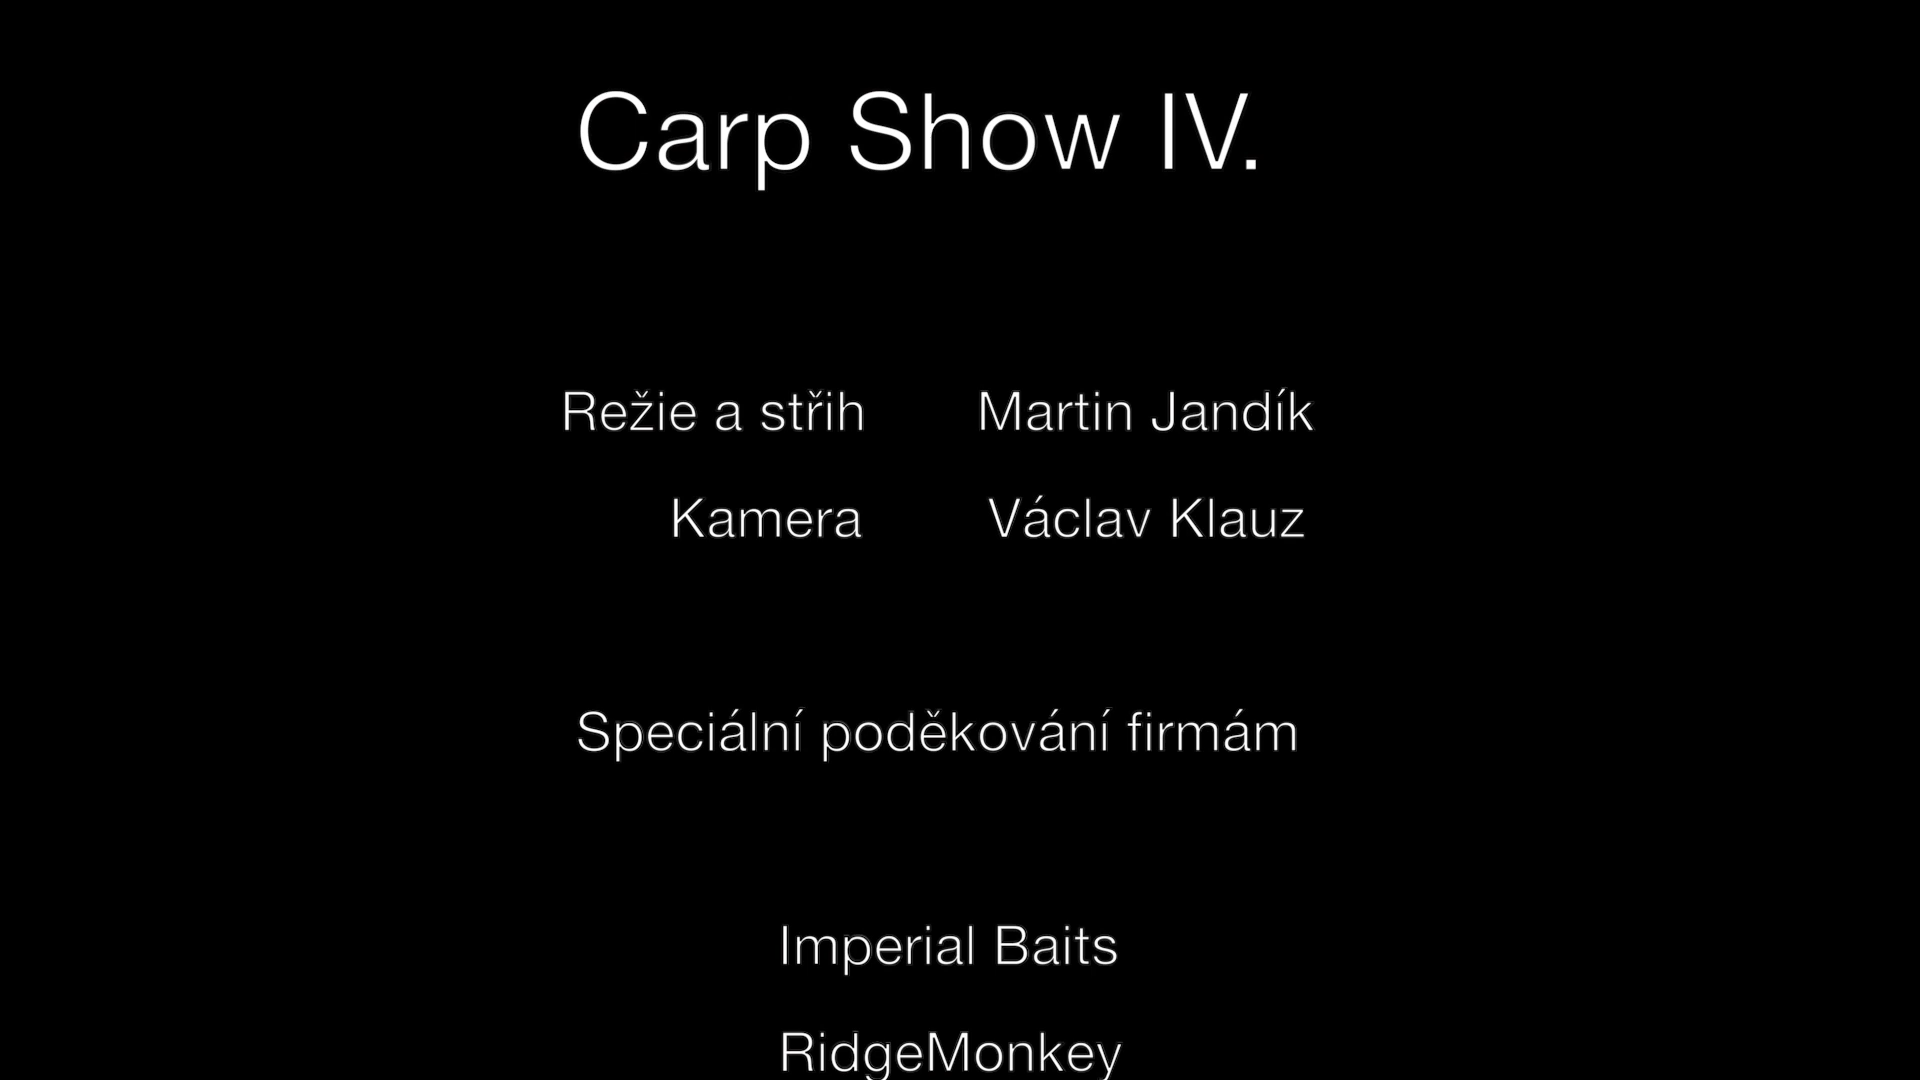 Carp Show IV.
Režie a střih Martin Jandík
Kamera Václav Klauz
Speciální poděkování firmám
Imperial Baits
RidgeMonkey